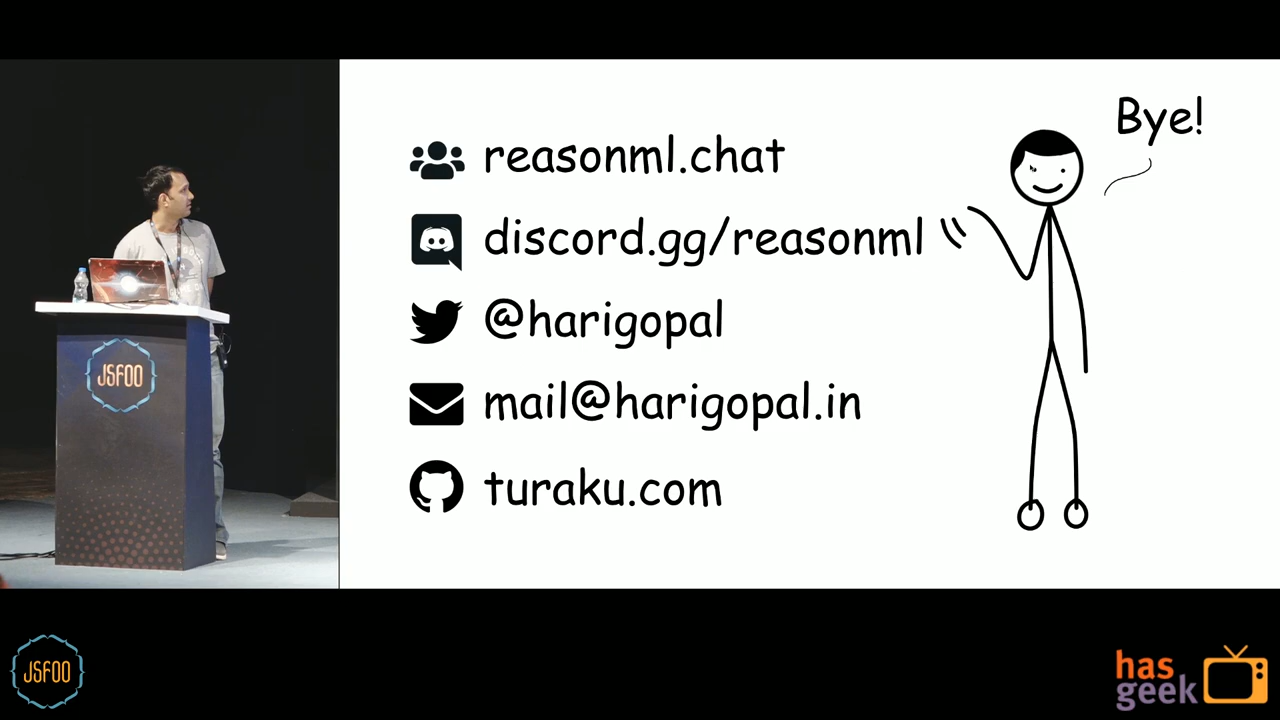 Bye!
reasonml.chat
discord.gg/reasonml
@harigopal
mail@harigopal.in
turaku.com
JSFOO
JSFOO
has
geek